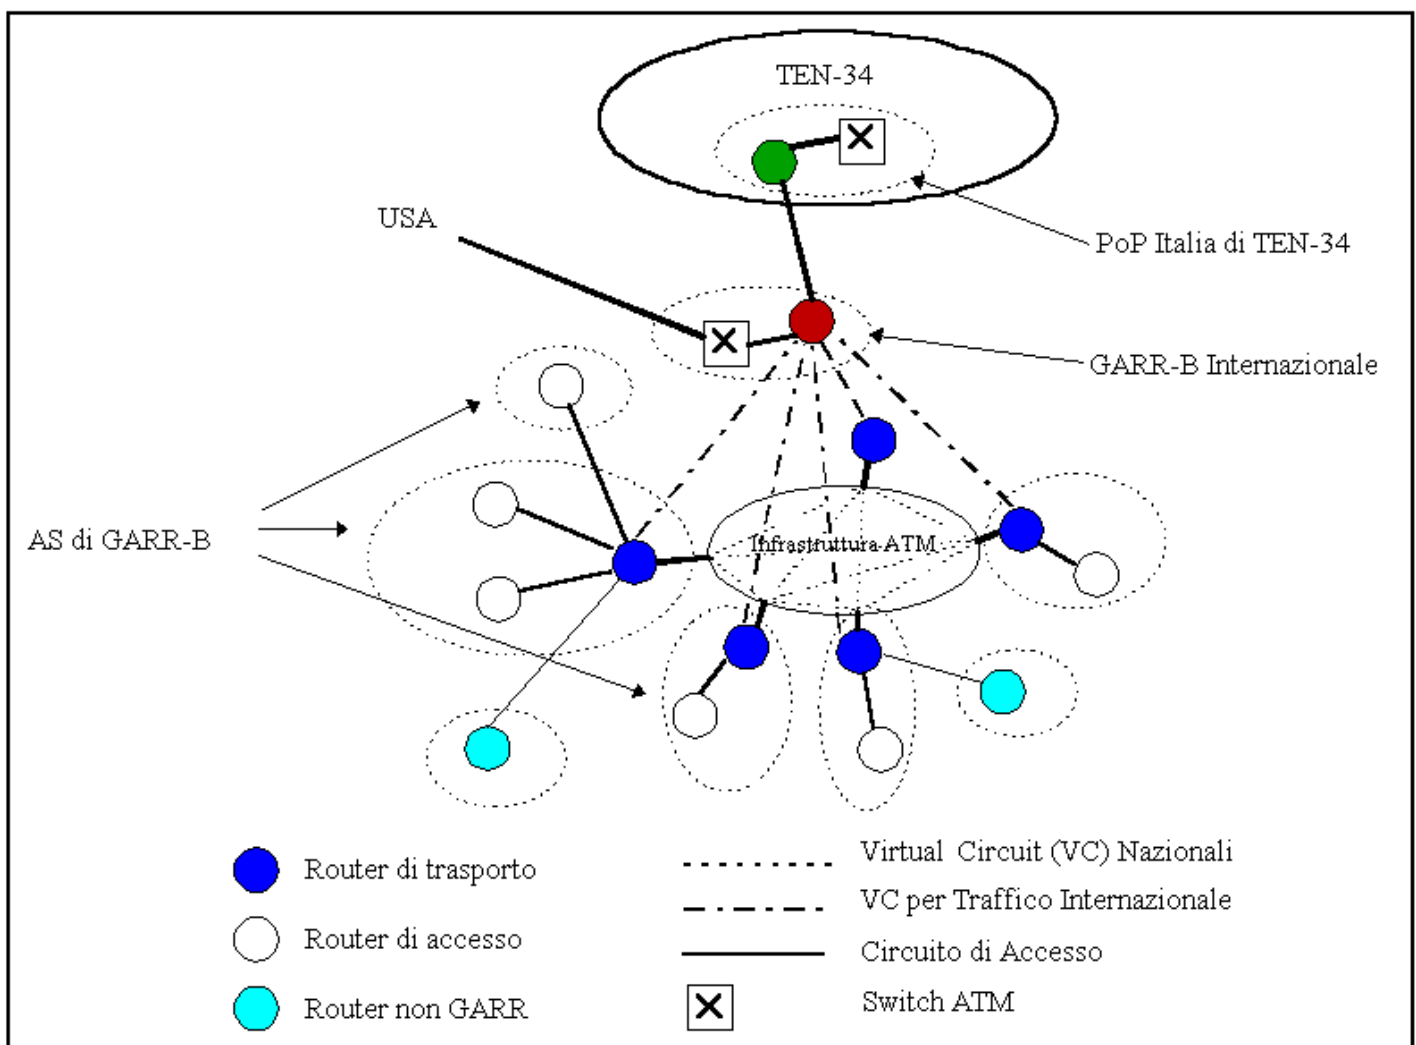 TEN-34
USA
PoP Italia di TEN-34
GARR-B Internazionale
AS di GARR-B
Infrastruttura ATM
Router di trasporto
Router di accesso
Router non GARR
Virtual Circuit (VC) Nazionali
VC per Traffico Internazionale
Circuito di Accesso
Switch ATM